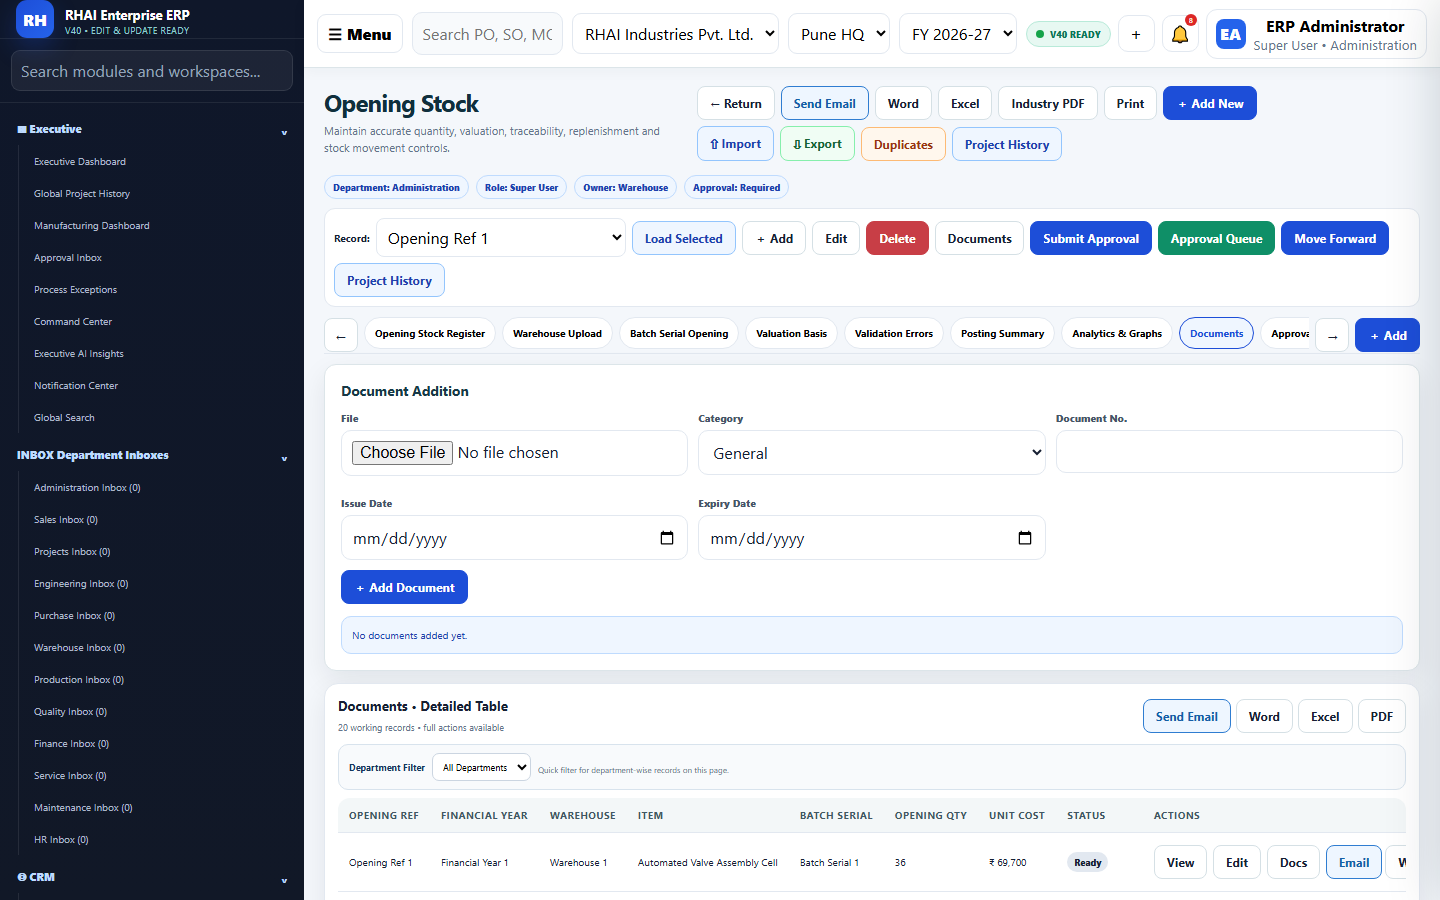 RH
RHAI Enterprise ERP
V40 • EDIT & UPDATE READY
Search modules and workspaces...
Executive
Executive Dashboard
Global Project History
Manufacturing Dashboard
Approval Inbox
Process Exceptions
Command Center
Executive AI Insights
Notification Center
Global Search
INBOX Department Inboxes
Administration Inbox (0)
Sales Inbox (0)
Projects Inbox (0)
Engineering Inbox (0)
Purchase Inbox (0)
Warehouse Inbox (0)
Production Inbox (0)
Quality Inbox (0)
Finance Inbox (0)
Service Inbox (0)
Maintenance Inbox (0)
HR Inbox (0)
CRM
☰ Menu
Search PO, SO, MO
RHAI Industries Pvt. Ltd.
Pune HQ
FY 2026-27
V40 READY
+
8
EA
ERP Administrator
Super User • Administration
Opening Stock
Maintain accurate quantity, valuation, traceability, replenishment and
stock movement controls.
← Return
Send Email
Word
Excel
Industry PDF
Print
+ Add New
⇧ Import
⇩ Export
Duplicates
Project History
Department: Administration
Role: Super User
Owner: Warehouse
Approval: Required
Record:
Opening Ref 1
Load Selected
+ Add
Edit
Delete
Documents
Submit Approval
Approval Queue
Move Forward
Project History
←
Opening Stock Register
Warehouse Upload
Batch Serial Opening
Valuation Basis
Validation Errors
Posting Summary
Analytics & Graphs
Documents
Approva
→
+ Add
Document Addition
File
Category
Document No.
Choose File No file chosen
General
Issue Date
Expiry Date
mm/dd/yyyy
mm/dd/yyyy
+ Add Document
No documents added yet.
Documents • Detailed Table
20 working records • full actions available
Send Email
Word
Excel
PDF
Department Filter
All Departments
Quick filter for department-wise records on this page.
OPENING REF
FINANCIAL YEAR
WAREHOUSE
ITEM
BATCH SERIAL
OPENING QTY
UNIT COST
STATUS
ACTIONS
Opening Ref 1
Financial Year 1
Warehouse 1
Automated Valve Assembly Cell
Batch Serial 1
36
₹ 69,700
Ready
View
Edit
Docs
Email
W